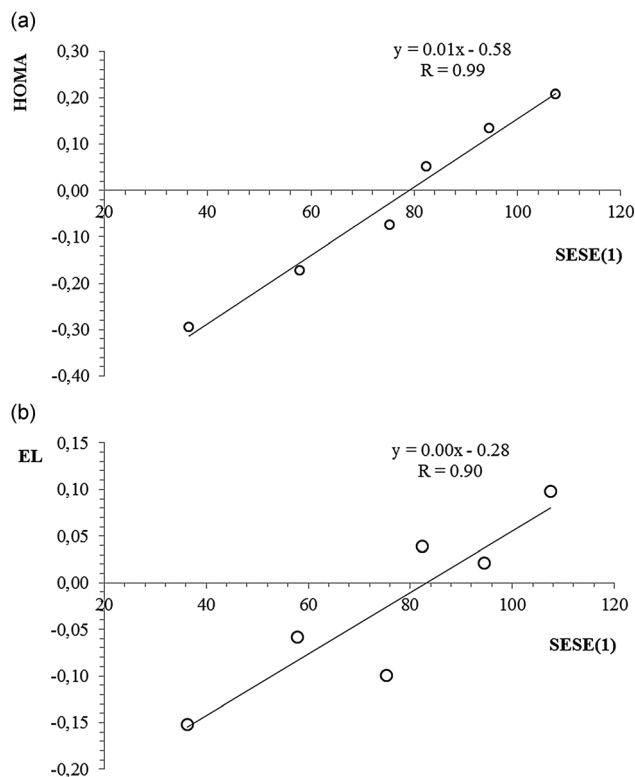 (a)
HOMA
0,30
0,20
0,10
0,00
-0,10
-0,20
-0,30
-0,40
y = 0.01x - 0.58
R = 0.99
20 40 60 80 100 120
SESE(1)
(b)
EL
0,15
0,10
0,05
0,00
-0,05
-0,10
-0,15
-0,20
y = 0.00x - 0.28
R = 0.90
20 40 60 80 100 120
SESE(1)